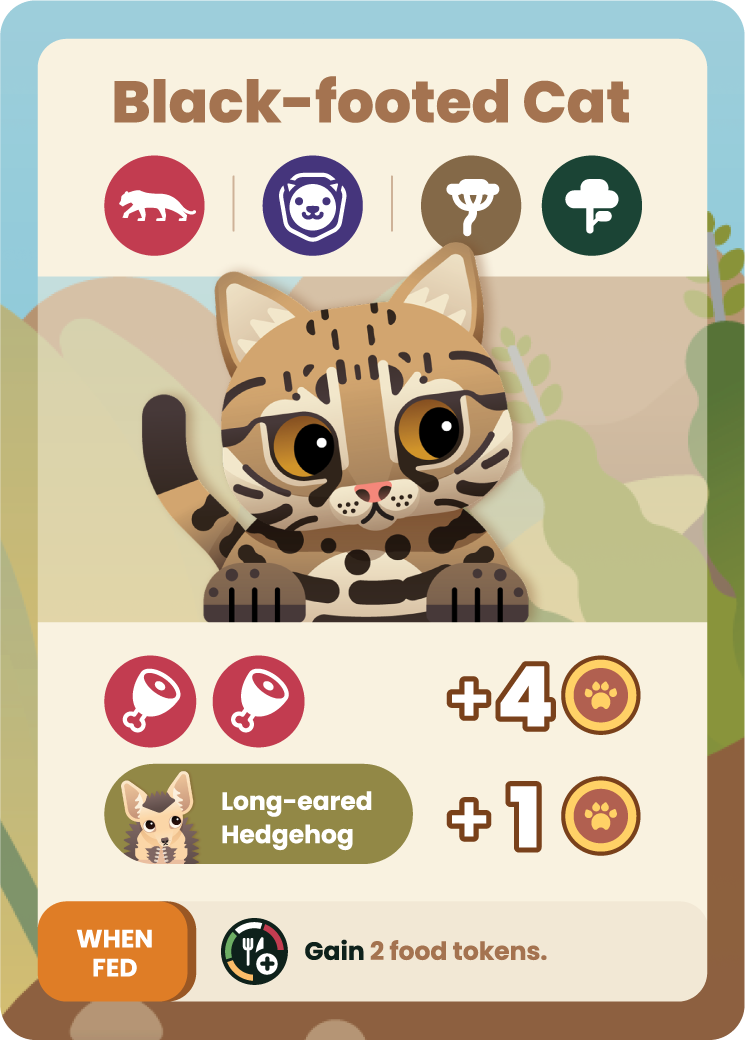 Black-footed Cat
+4
Long-eared
Hedgehog
+1
WHEN
FED
Gain 2 food tokens.